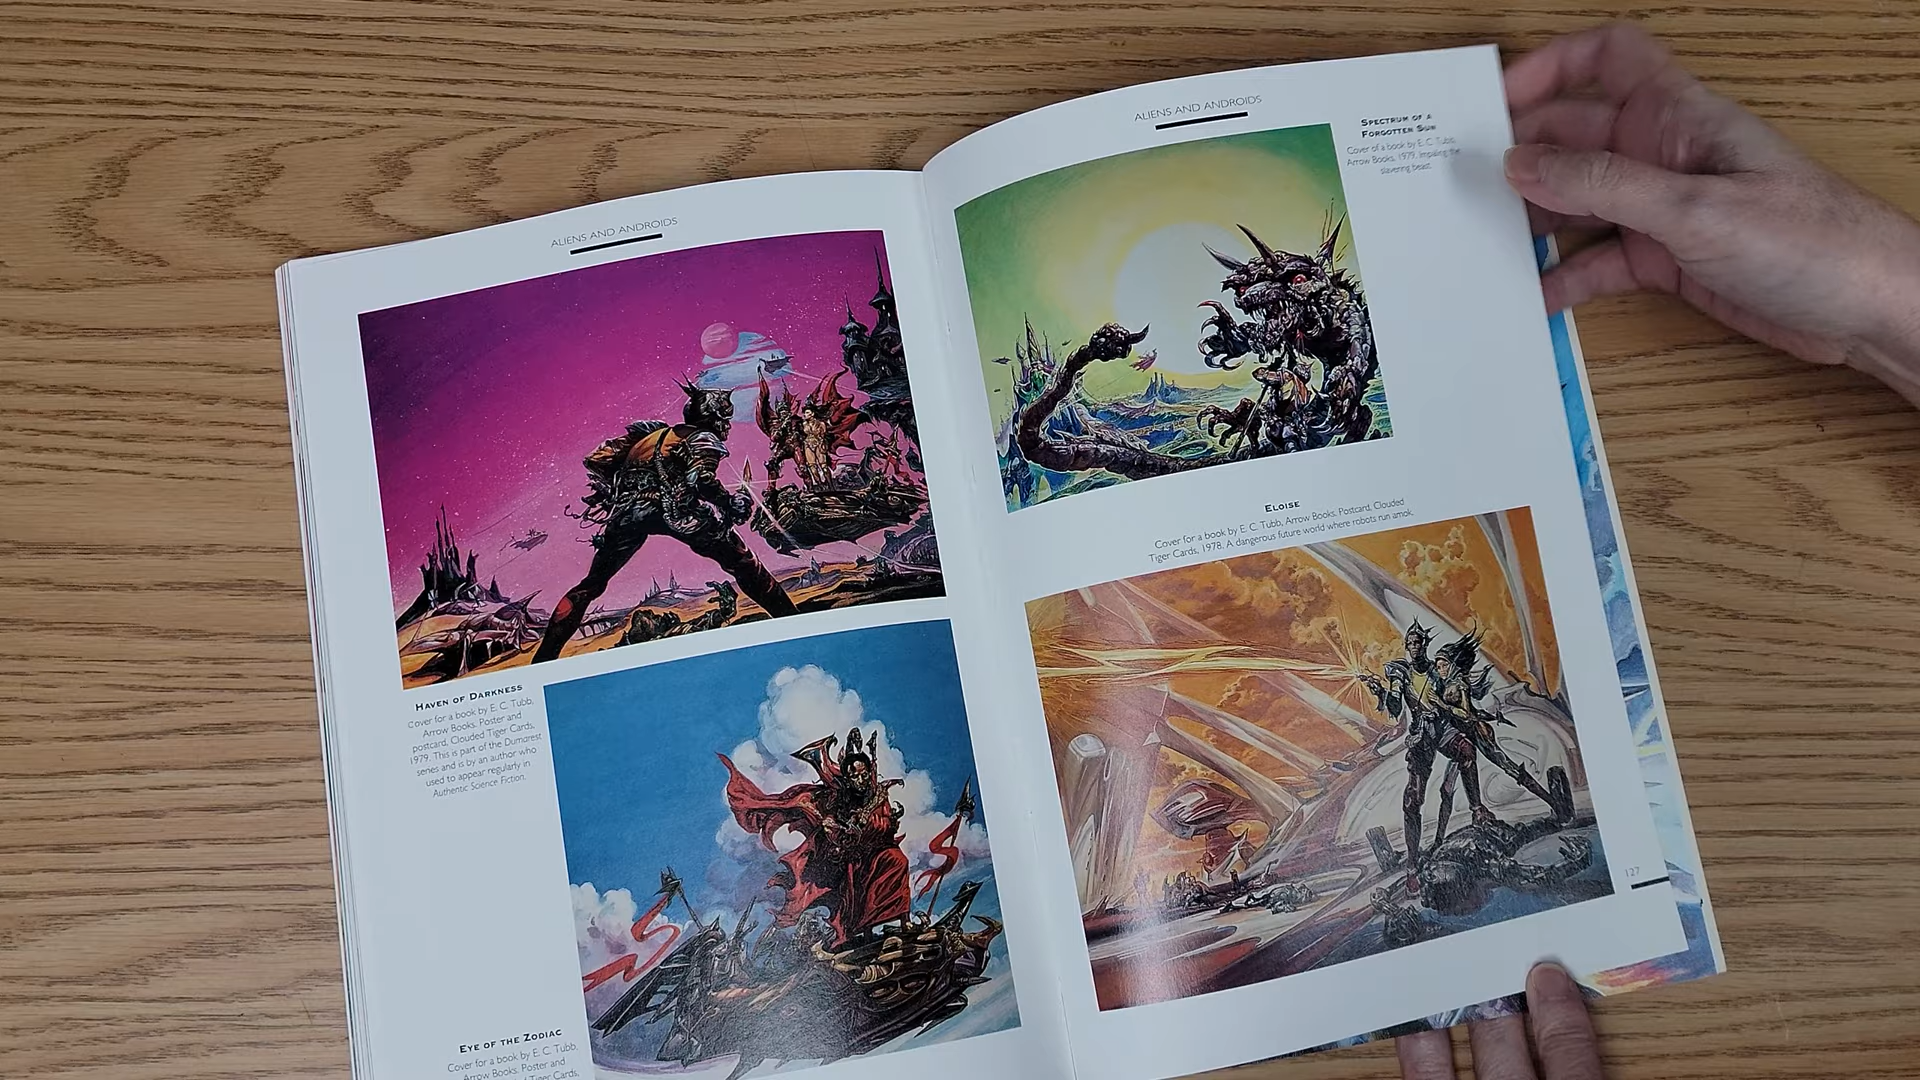 ALIENS AND ANDROIDS
HAVEN OF DARKNESS
Cover for a book by E. C. Tubb,
Arrow Books. Poster and
postcard, Clouded Tiger Cards,
1979. This is part of the Dumarest
series and is by an author who
used to appear regularly in
Authentic Science Fiction.
EYE OF THE ZODIAC
Cover for a book by E. C. Tubb,
Arrow Books. Poster and
Tiger Cards,
ALIENS AND ANDROIDS
SPECTRUM OF A
FORGOTTEN SUN
Cover of a book by E. C. Tubb,
Arrow Books, 1979. Impaling the
slavering beast.
ELOISE
Cover for a book by E. C. Tubb, Arrow Books. Postcard, Clouded
Tiger Cards, 1978. A dangerous future world where robots run amok.
127